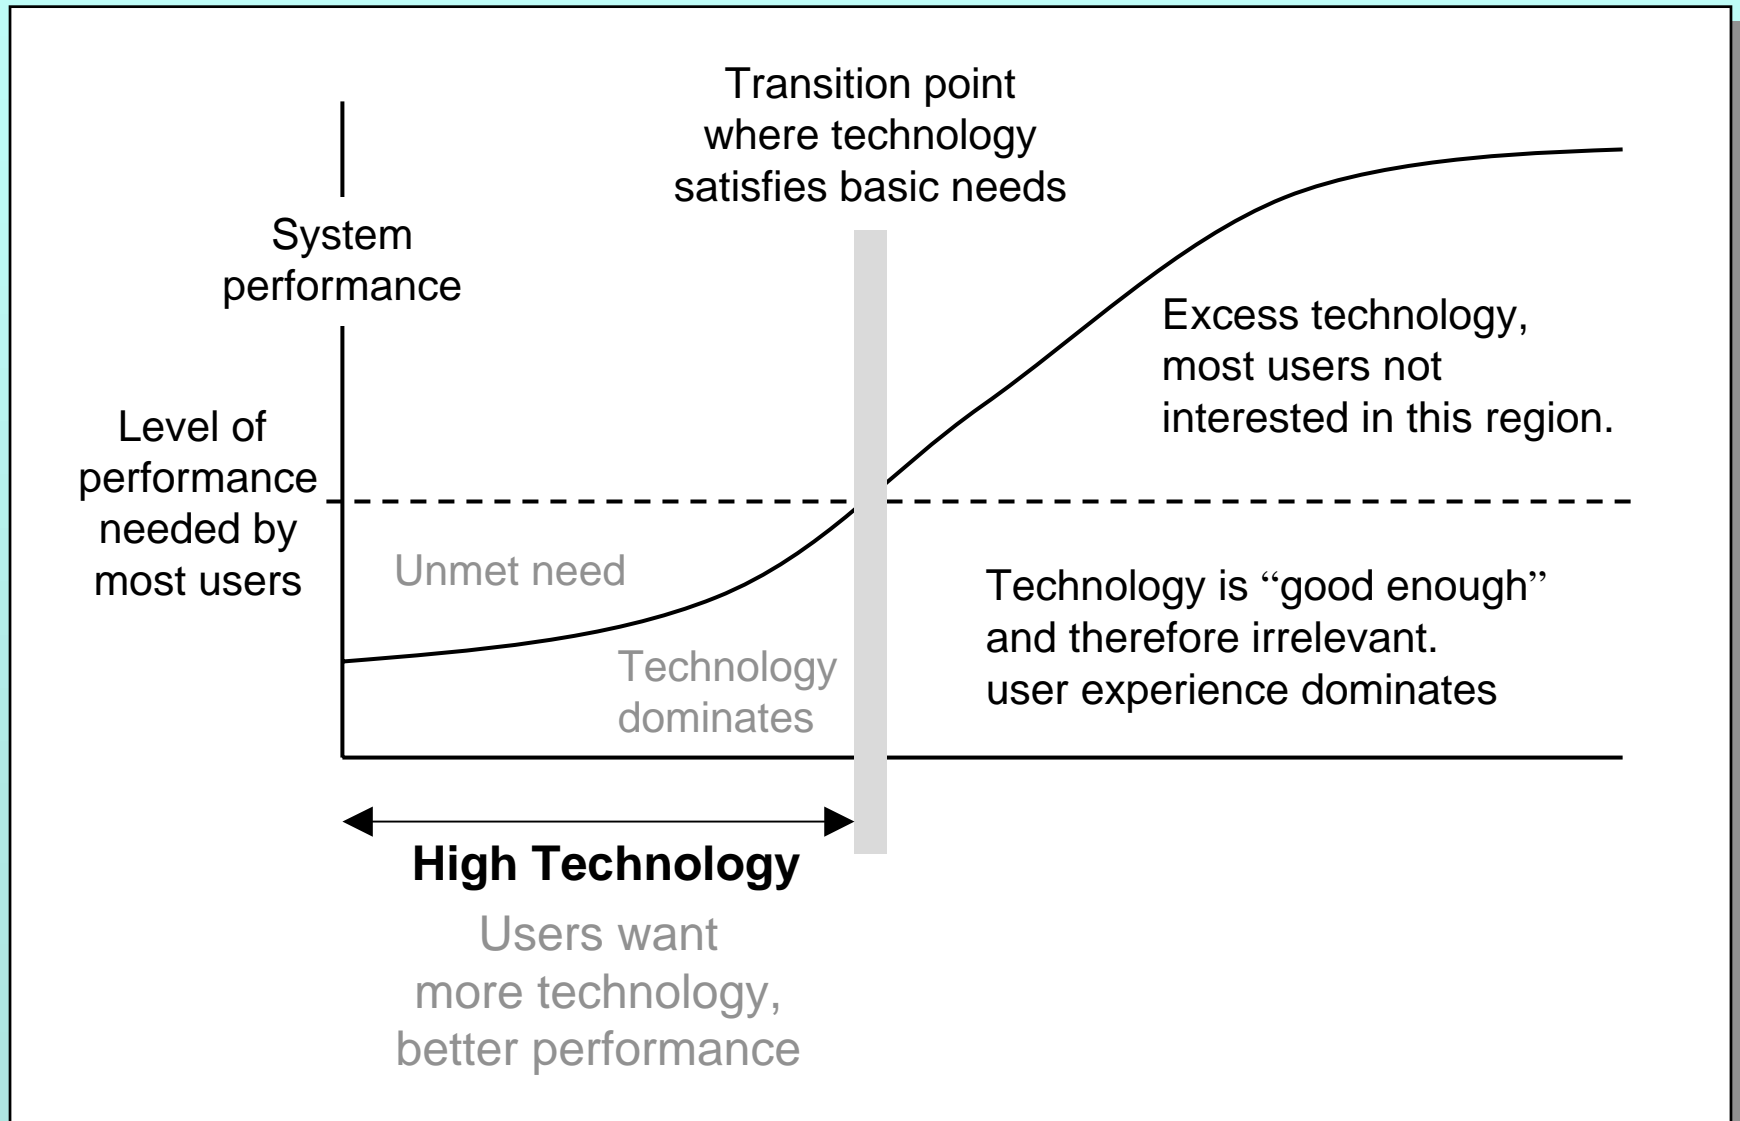 Transition point
where technology
satisfies basic needs
System
performance
Excess technology,
most users not
interested in this region.
Level of
performance
needed by
most users
Unmet need
Technology
dominates
Technology is “good enough”
and therefore irrelevant.
user experience dominates
High Technology
Users want
more technology,
better performance